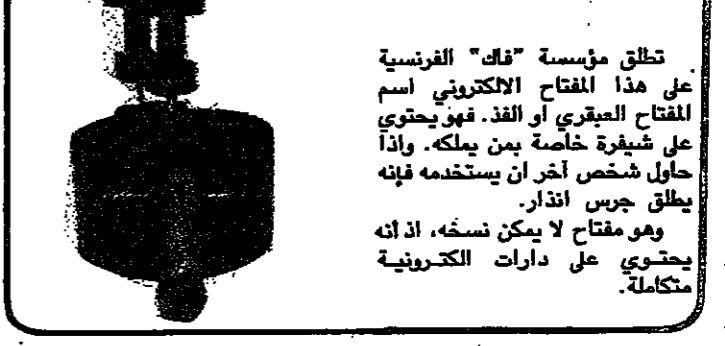 تطلق مؤسسة "فاك" الفرنسية
على هذا المفتاح الالكتروني اسم
المفتاح العبقري او الفذ. فهو يحتوي
على شيفرة خاصة بمن يملكه. واذا
حاول شخص آخر ان يستخدمه فإنه
يطلق جرس انذار.
وهو مفتاح لا يمكن نسخه، اذ أنه
يحتوي على دارات الكترونية
متكاملة.